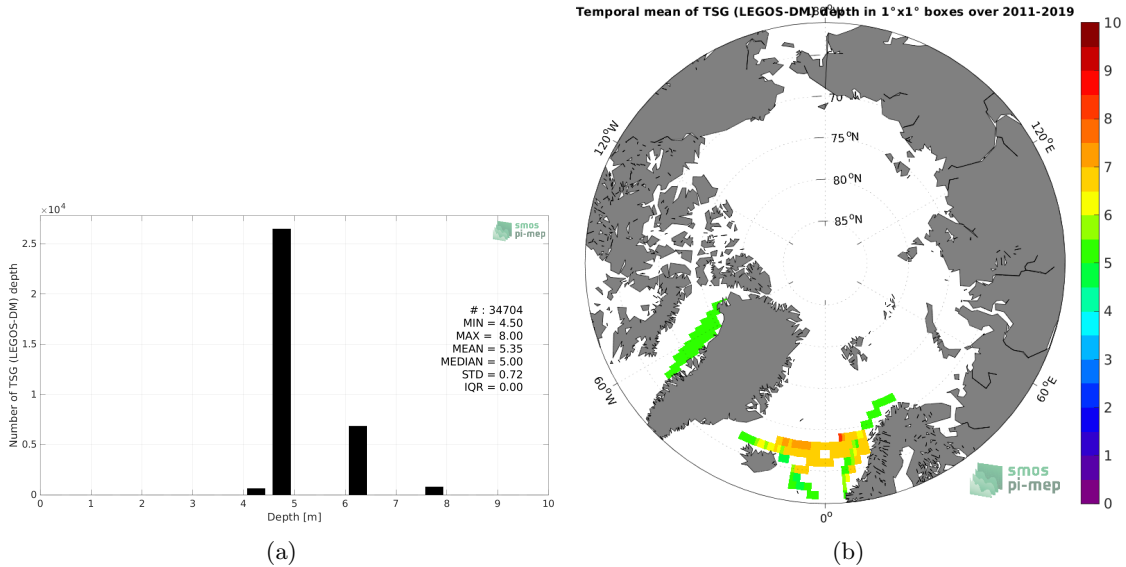 Temporal mean of TSG (LEGOS-DM) depth in 1°x1° boxes over 2011-2019
180°W
×10⁴
Number of TSG (LEGOS-DM) depth
2.5
2
1.5
1
0.5
0
0 1 2 3 4 5 6 7 8 9 10
Depth [m]
smos
pi-mep
# : 34704
MIN = 4.50
MAX = 8.00
MEAN = 5.35
MEDIAN = 5.00
STD = 0.72
IQR = 0.00
(a)
120°W
70
75°N
80°N
85°N
120°E
60°W
60°E
0°
smos
pi-mep
10
9
8
7
6
5
4
3
2
1
0
(b)